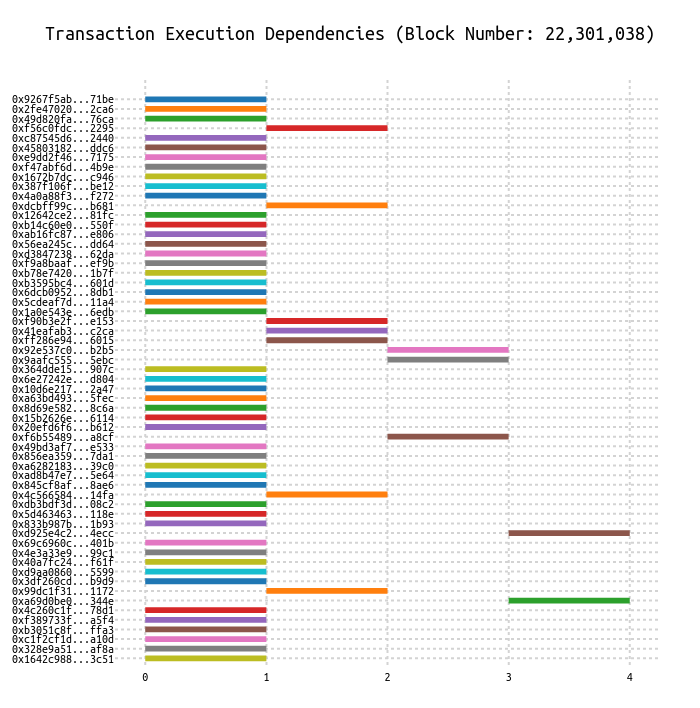 Transaction Execution Dependencies (Block Number: 22,301,038)
0x9267f5ab...71be
0x2fe47020...2ca6
0x49d820fa...76ca
0xf56c0fdc...2295
0xc87545d6...2440
0x45803182...ddc6
0xe9dd2f46...7175
0xf47abf6d...4b9e
0x1672b7dc...c946
0x387f106f...be12
0x4a0a88f3...f272
0xdcbff99c...b681
0x12642ce2...81fc
0xb14c60e0...550f
0xab16fc87...e806
0x56ea245c...dd64
0xd3847238...62da
0xf9a8baaf...ef9b
0xb78e7420...1b7f
0xb3595bc4...601d
0x6dcb0952...8db1
0x5cdeaf7d...11a4
0x1a0e543e...6edb
0xf90b3e2f...e153
0x41eafab3...c2ca
0xff286e94...6015
0x92e537c0...b2b5
0x9aafc555...5ebc
0x364dde15...907c
0x6e27242e...d804
0x10d6e217...2a47
0xa63bd493...5fec
0x8d69e582...8c6a
0x15b2626e...6114
0x20efd6f6...b612
0xf6b55489...a8cf
0x49bd3af7...e533
0x856ea359...7da1
0xa6282183...39c0
0xad8b47e7...5e64
0x845cf8af...8ae6
0x4c566584...14fa
0xdb3bdf3d...08c2
0x5d463463...118e
0x833b987b...1b93
0xd925e4c2...4ecc
0x69c6960c...401b
0x4e3a33e9...99c1
0x40a7fc24...f61f
0xd9aa0860...5599
0x3df260cd...b9d9
0x99dc1f31...1172
0xa69d0be0...344e
0x4c260c1f...78d1
0xf389733f...a5f4
0xb3051c8f...ffa3
0xc1f2cf1d...a10d
0x328e9a51...af8a
0x1642c988...3c51
0 1 2 3 4